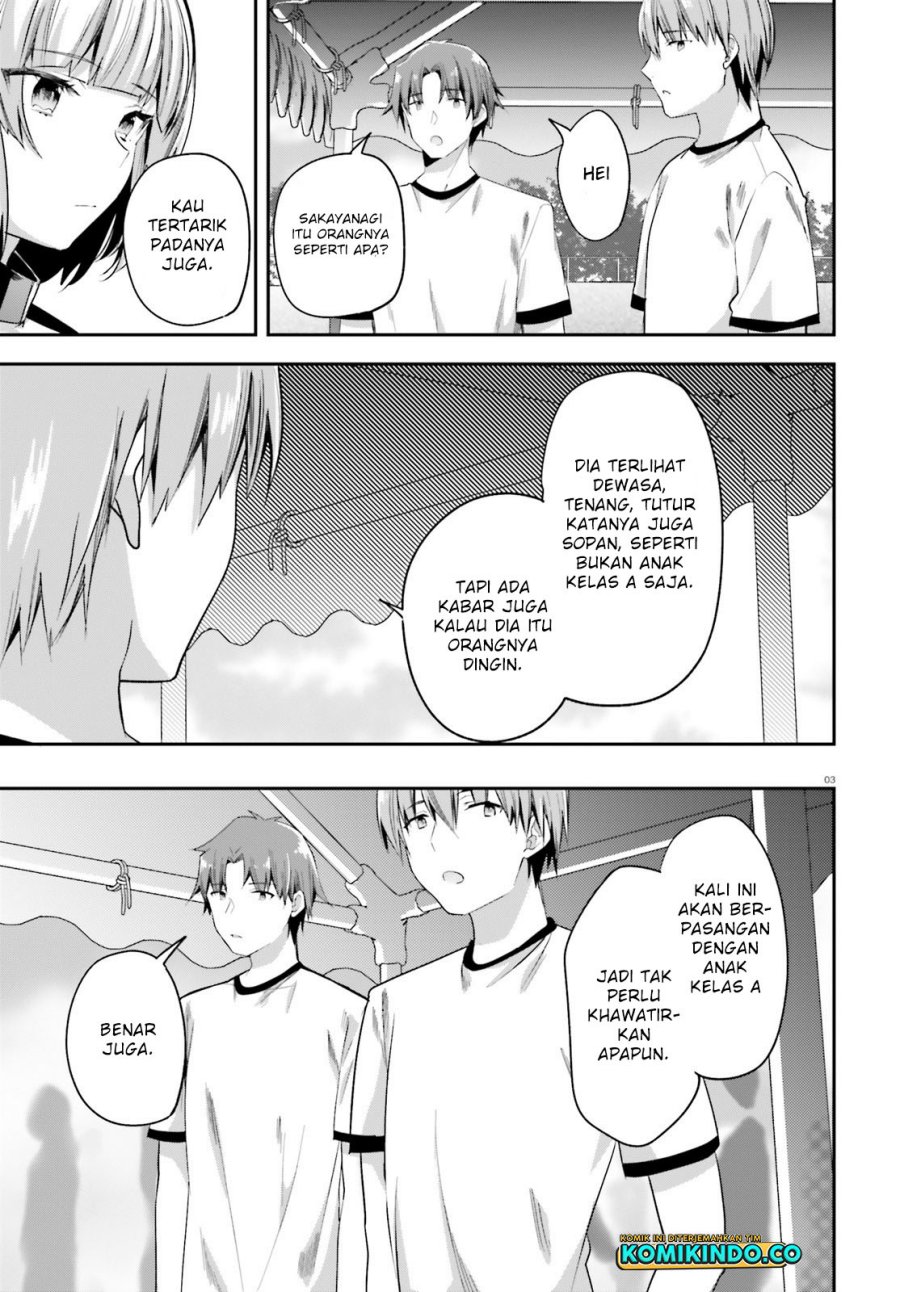 HEI
SAKAYANAGI
ITU ORANGNYA
SEPERTI APA?
KAU
TERTARIK
PADANYA
JUGA.
DIA TERLIHAT
DEWASA,
TENANG, TUTUR
KATANYA JUGA
SOPAN, SEPERTI
BUKAN ANAK
KELAS A SAJA.
TAPI ADA
KABAR JUGA
KALAU DIA ITU
ORANGNYA
DINGIN.
03
KALI INI
AKAN BER-
PASANGAN
DENGAN
ANAK
KELAS A
JADI TAK
PERLU
KHAWATIR-
KAN
APAPUN.
BENAR
JUGA.
KOMIK INI DITERJEMAHKAN TIM
KOMIKINDO.CO